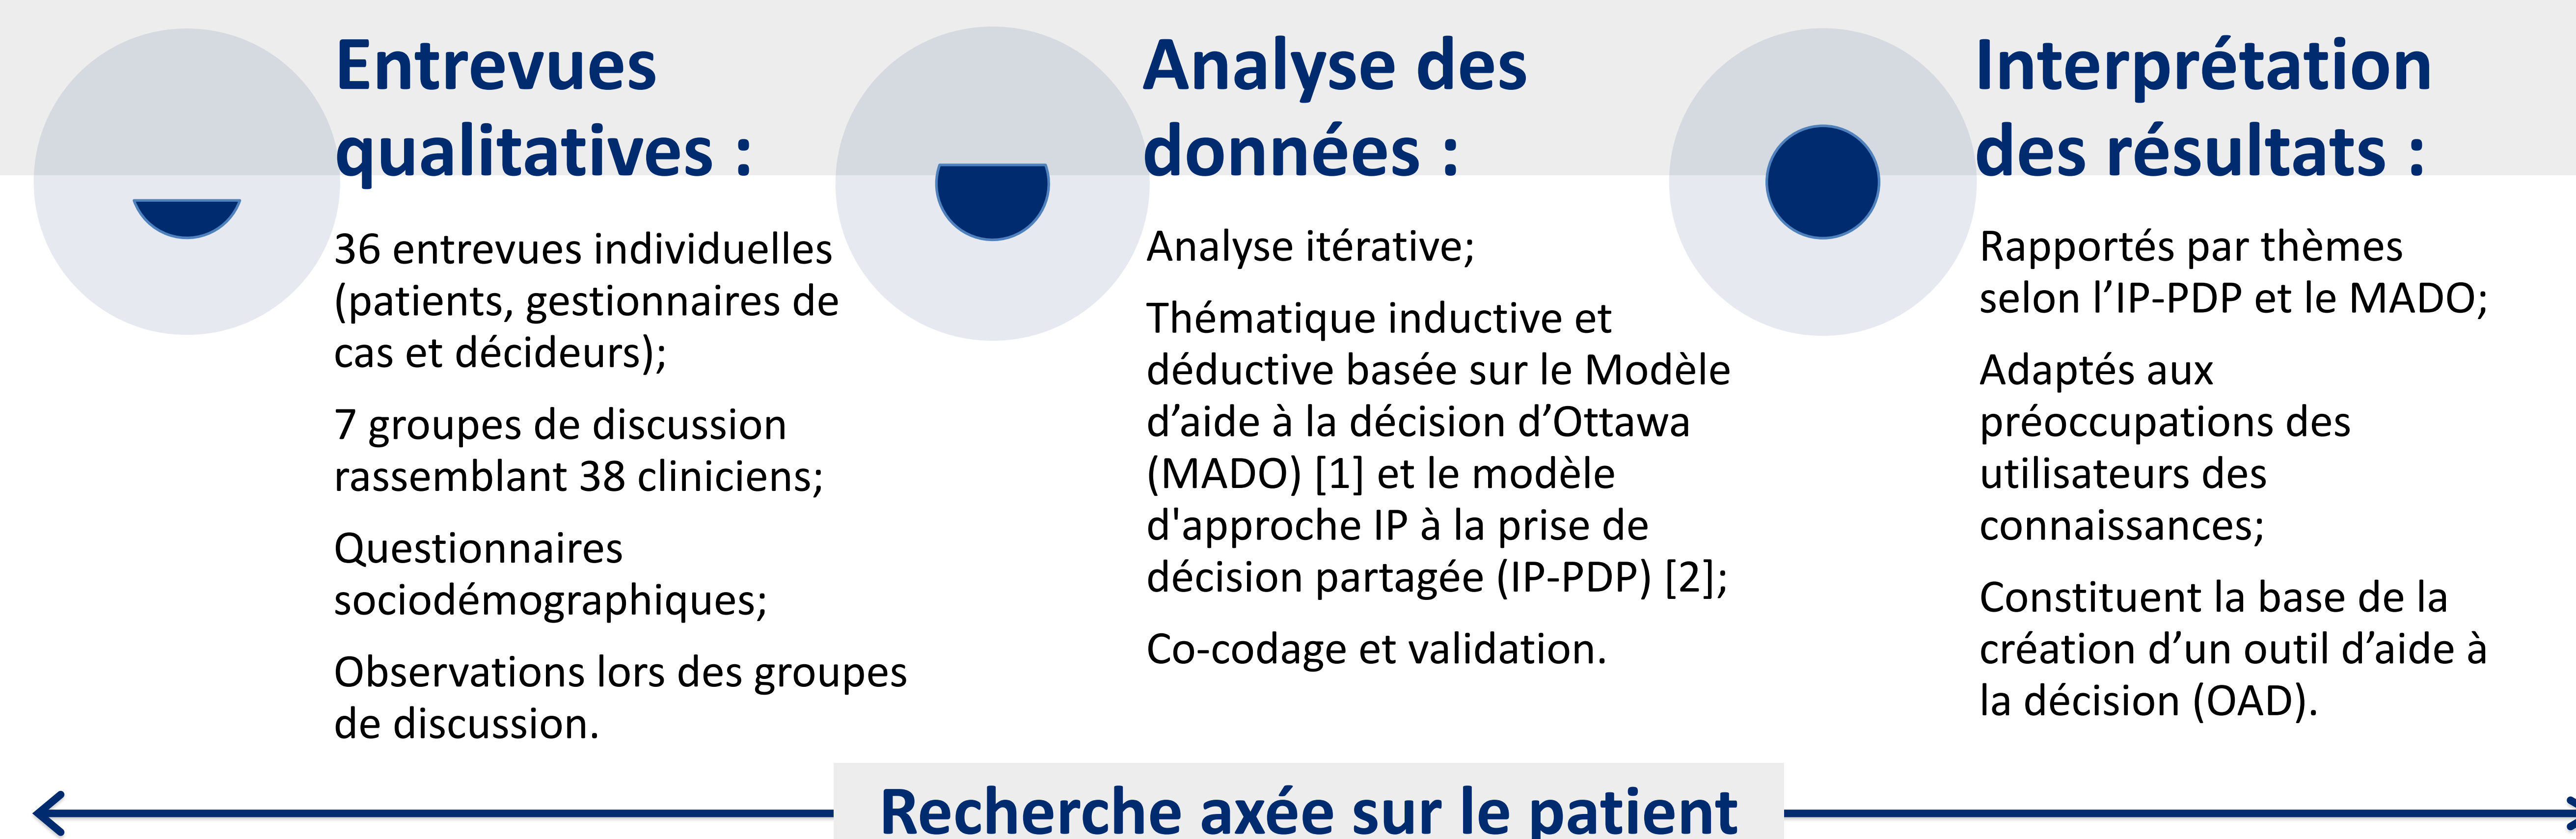 Entrevues
qualitatives :
36 entrevues individuelles
(patients, gestionnaires de
cas et décideurs);
7 groupes de discussion
rassemblant 38 cliniciens;
Questionnaires
sociodémographiques;
Observations lors des groupes
de discussion.
Analyse des
données :
Analyse itérative;
Thématique inductive et
déductive basée sur le Modèle
d’aide à la décision d’Ottawa
(MADO) [1] et le modèle
d'approche IP à la prise de
décision partagée (IP-PDP) [2];
Co-codage et validation.
Interprétation
des résultats :
Rapportés par thèmes
selon l’IP-PDP et le MADO;
Adaptés aux
préoccupations des
utilisateurs des
connaissances;
Constituent la base de la
création d’un outil d’aide à
la décision (OAD).
Recherche axée sur le patient